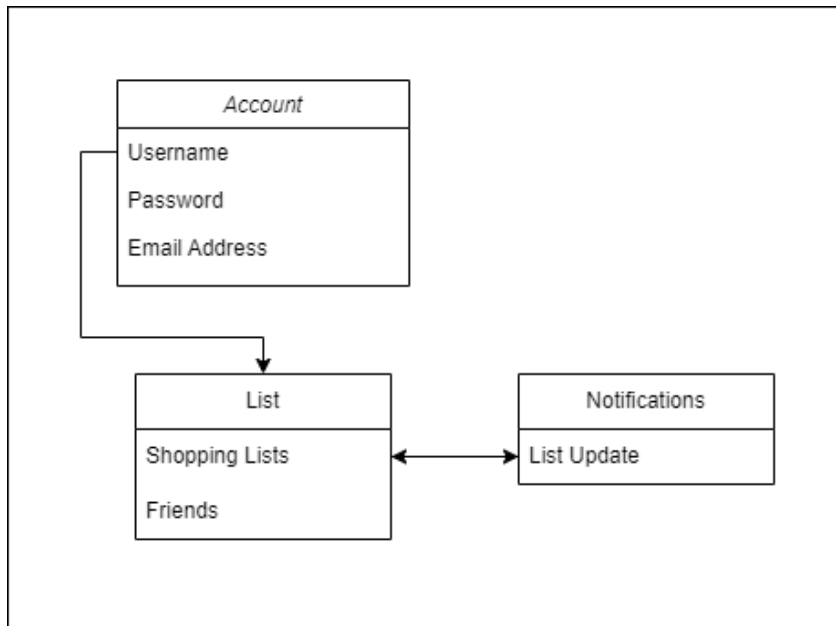 Account
Username
Password
Email Address
List
Shopping Lists
Friends
Notifications
List Update